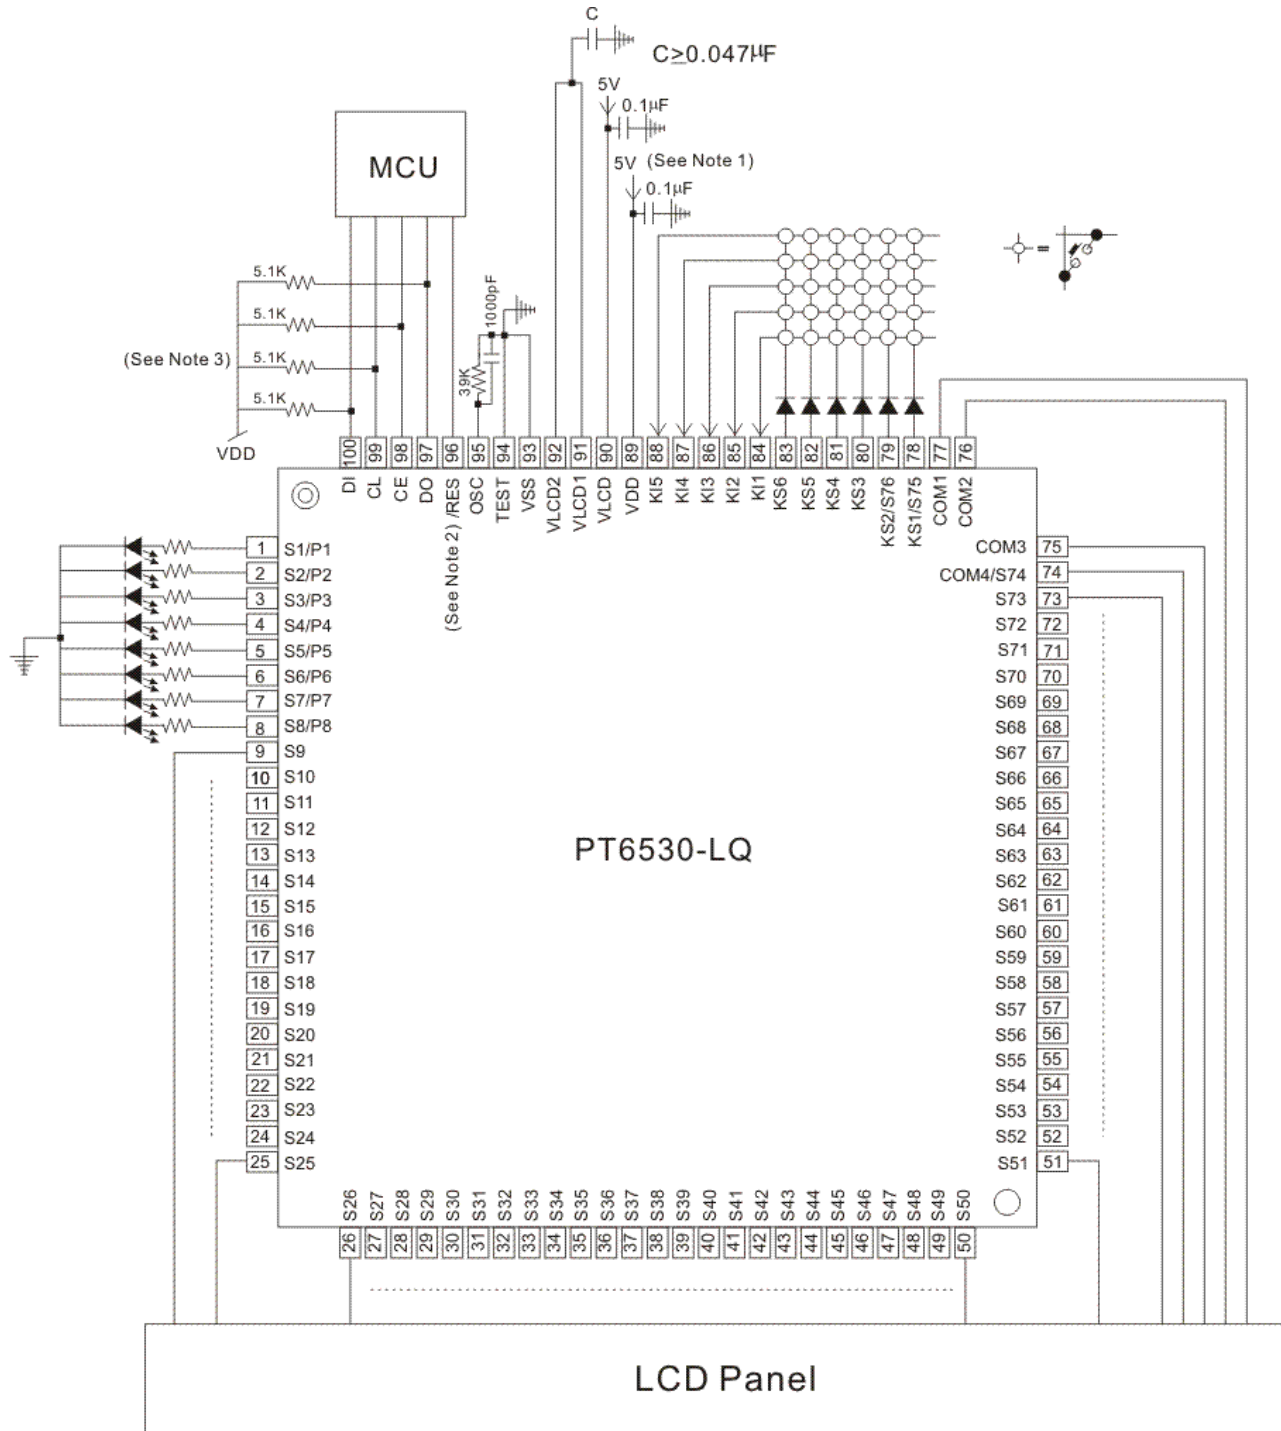 C
C≥0.047µF
5V
0.1µF
5V (See Note 1)
0.1µF
MCU
5.1K
5.1K
(See Note 3)
5.1K
5.1K
VDD
39K
1000pF
=
100 99 98 97 96 95 94 93 92 91 90 89 88 87 86 85 84 83 82 81 80 79 78 77 76
DI CL CE DO (See Note 2) /RES OSC TEST VSS VLCD2 VLCD1 VLCD VDD KI5 KI4 KI3 KI2 KI1 KS6 KS5 KS4 KS3 KS2/S76 KS1/S75 COM1 COM2
1 S1/P1
2 S2/P2
3 S3/P3
4 S4/P4
5 S5/P5
6 S6/P6
7 S7/P7
8 S8/P8
9 S9
10 S10
11 S11
12 S12
13 S13
14 S14
15 S15
16 S16
17 S17
18 S18
19 S19
20 S20
21 S21
22 S22
23 S23
24 S24
25 S25
PT6530-LQ
COM3 75
COM4/S74 74
S73 73
S72 72
S71 71
S70 70
S69 69
S68 68
S67 67
S66 66
S65 65
S64 64
S63 63
S62 62
S61 61
S60 60
S59 59
S58 58
S57 57
S56 56
S55 55
S54 54
S53 53
S52 52
S51 51
S26 S27 S28 S29 S30 S31 S32 S33 S34 S35 S36 S37 S38 S39 S40 S41 S42 S43 S44 S45 S46 S47 S48 S49 S50
26 27 28 29 30 31 32 33 34 35 36 37 38 39 40 41 42 43 44 45 46 47 48 49 50
LCD Panel